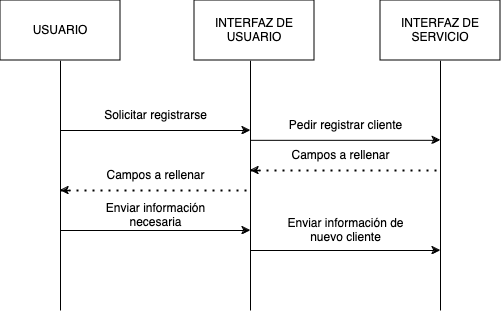 USUARIO
INTERFAZ DE
USUARIO
INTERFAZ DE
SERVICIO
Solicitar registrarse
Pedir registrar cliente
Campos a rellenar
Campos a rellenar
Enviar información
necesaria
Enviar información de
nuevo cliente